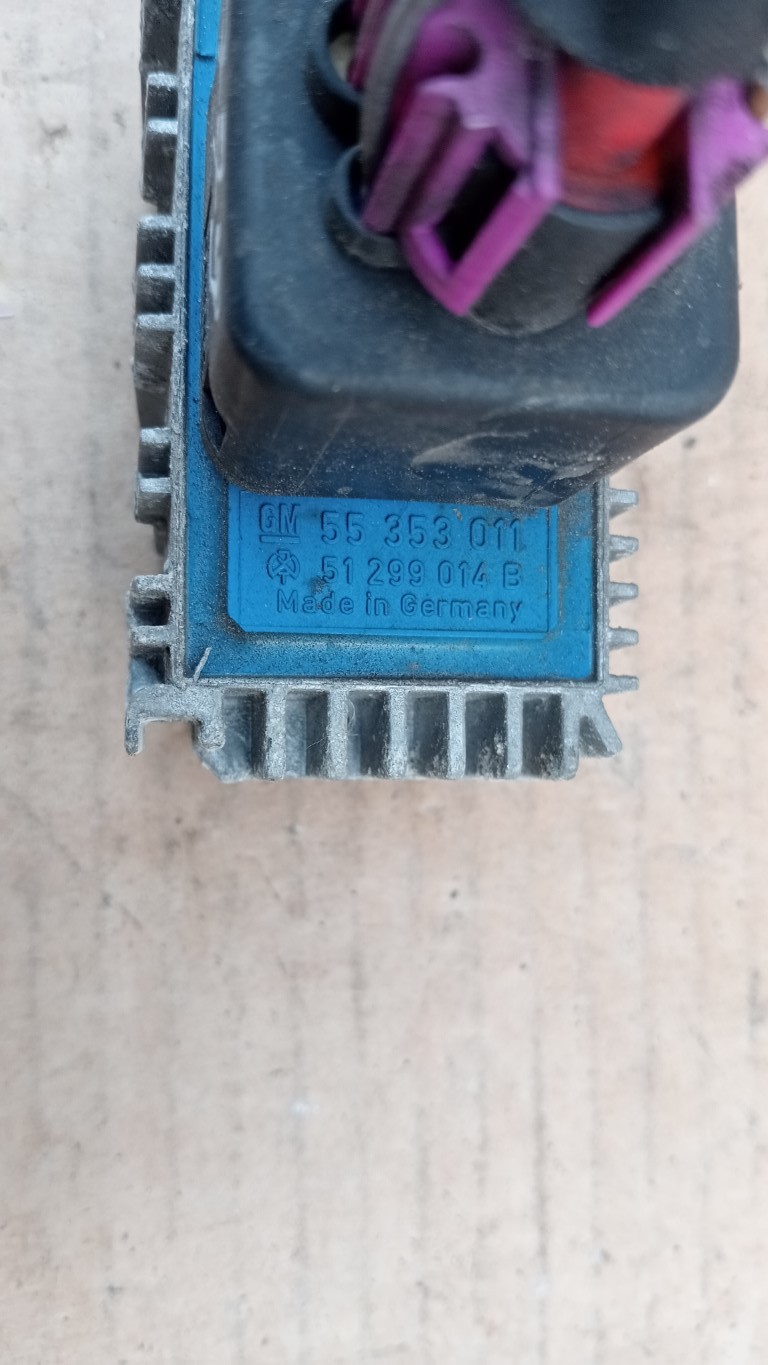 GM 55 353 011
51 299 014 B
Made in Germany